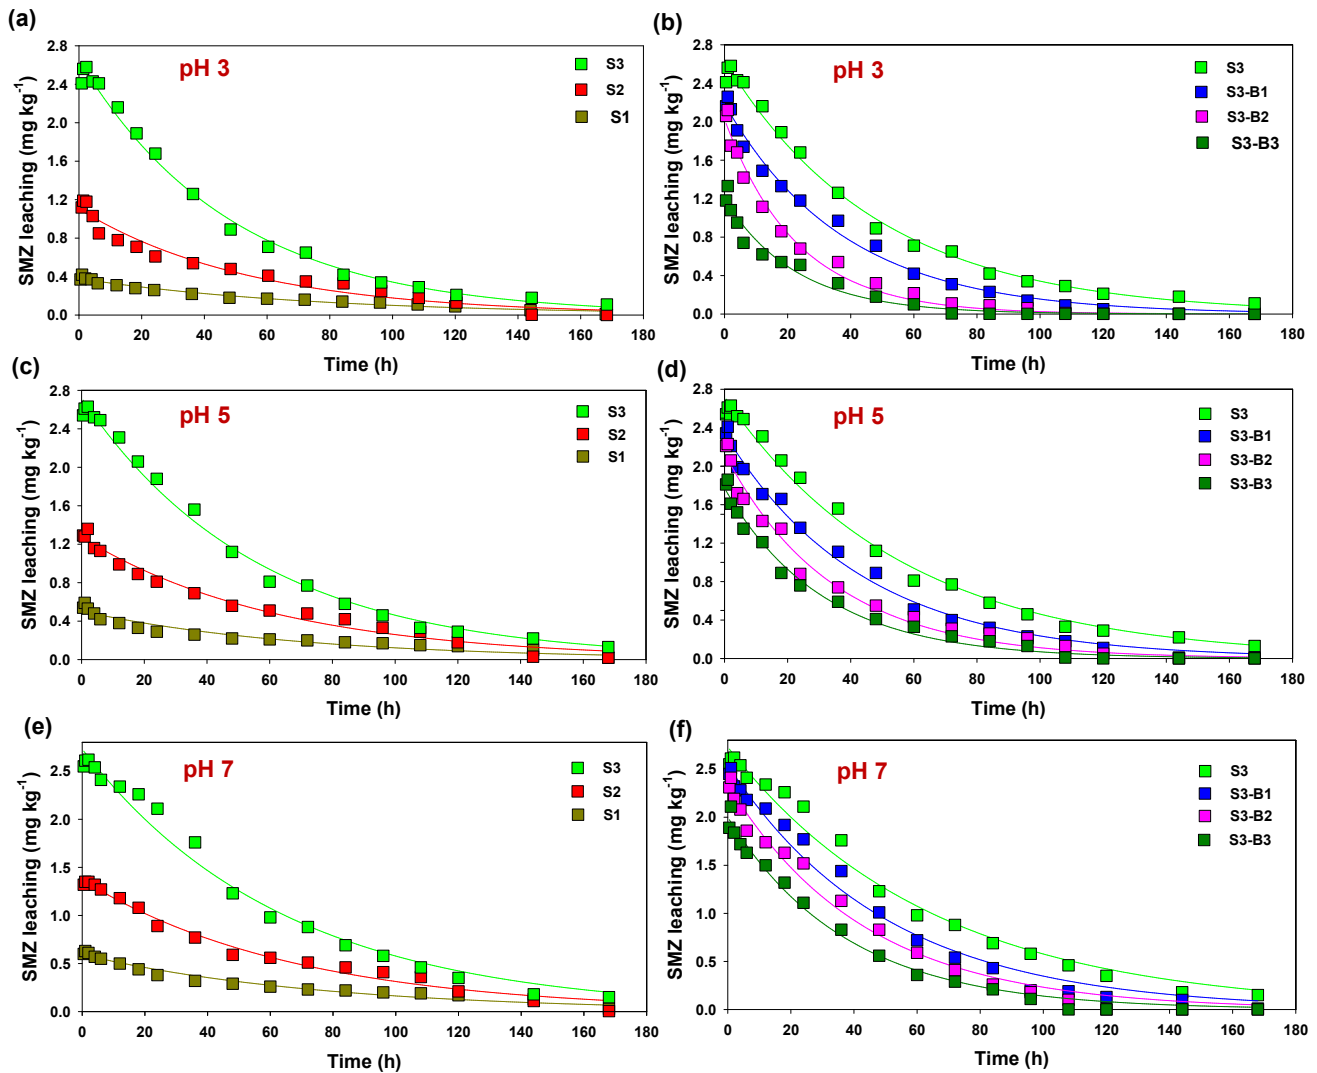 (a)
pH 3
SMZ leaching (mg kg-1)
2.8
2.4
2.0
1.6
1.2
0.8
0.4
0.0
S3
S2
S1
0 20 40 60 80 100 120 140 160 180
Time (h)
(b)
pH 3
SMZ leaching (mg kg-1)
2.8
2.4
2.0
1.6
1.2
0.8
0.4
0.0
S3
S3-B1
S3-B2
S3-B3
0 20 40 60 80 100 120 140 160 180
Time (h)
(c)
pH 5
SMZ leaching (mg kg-1)
2.8
2.4
2.0
1.6
1.2
0.8
0.4
0.0
S3
S2
S1
0 20 40 60 80 100 120 140 160 180
Time (h)
(d)
pH 5
SMZ leaching (mg kg-1)
2.8
2.4
2.0
1.6
1.2
0.8
0.4
0.0
S3
S3-B1
S3-B2
S3-B3
0 20 40 60 80 100 120 140 160 180
Time (h)
(e)
pH 7
SMZ leaching (mg kg-1)
2.5
2.0
1.5
1.0
0.5
0.0
S3
S2
S1
0 20 40 60 80 100 120 140 160 180
Time (h)
(f)
pH 7
SMZ leaching (mg kg-1)
2.5
2.0
1.5
1.0
0.5
0.0
S3
S3-B1
S3-B2
S3-B3
0 20 40 60 80 100 120 140 160 180
Time (h)